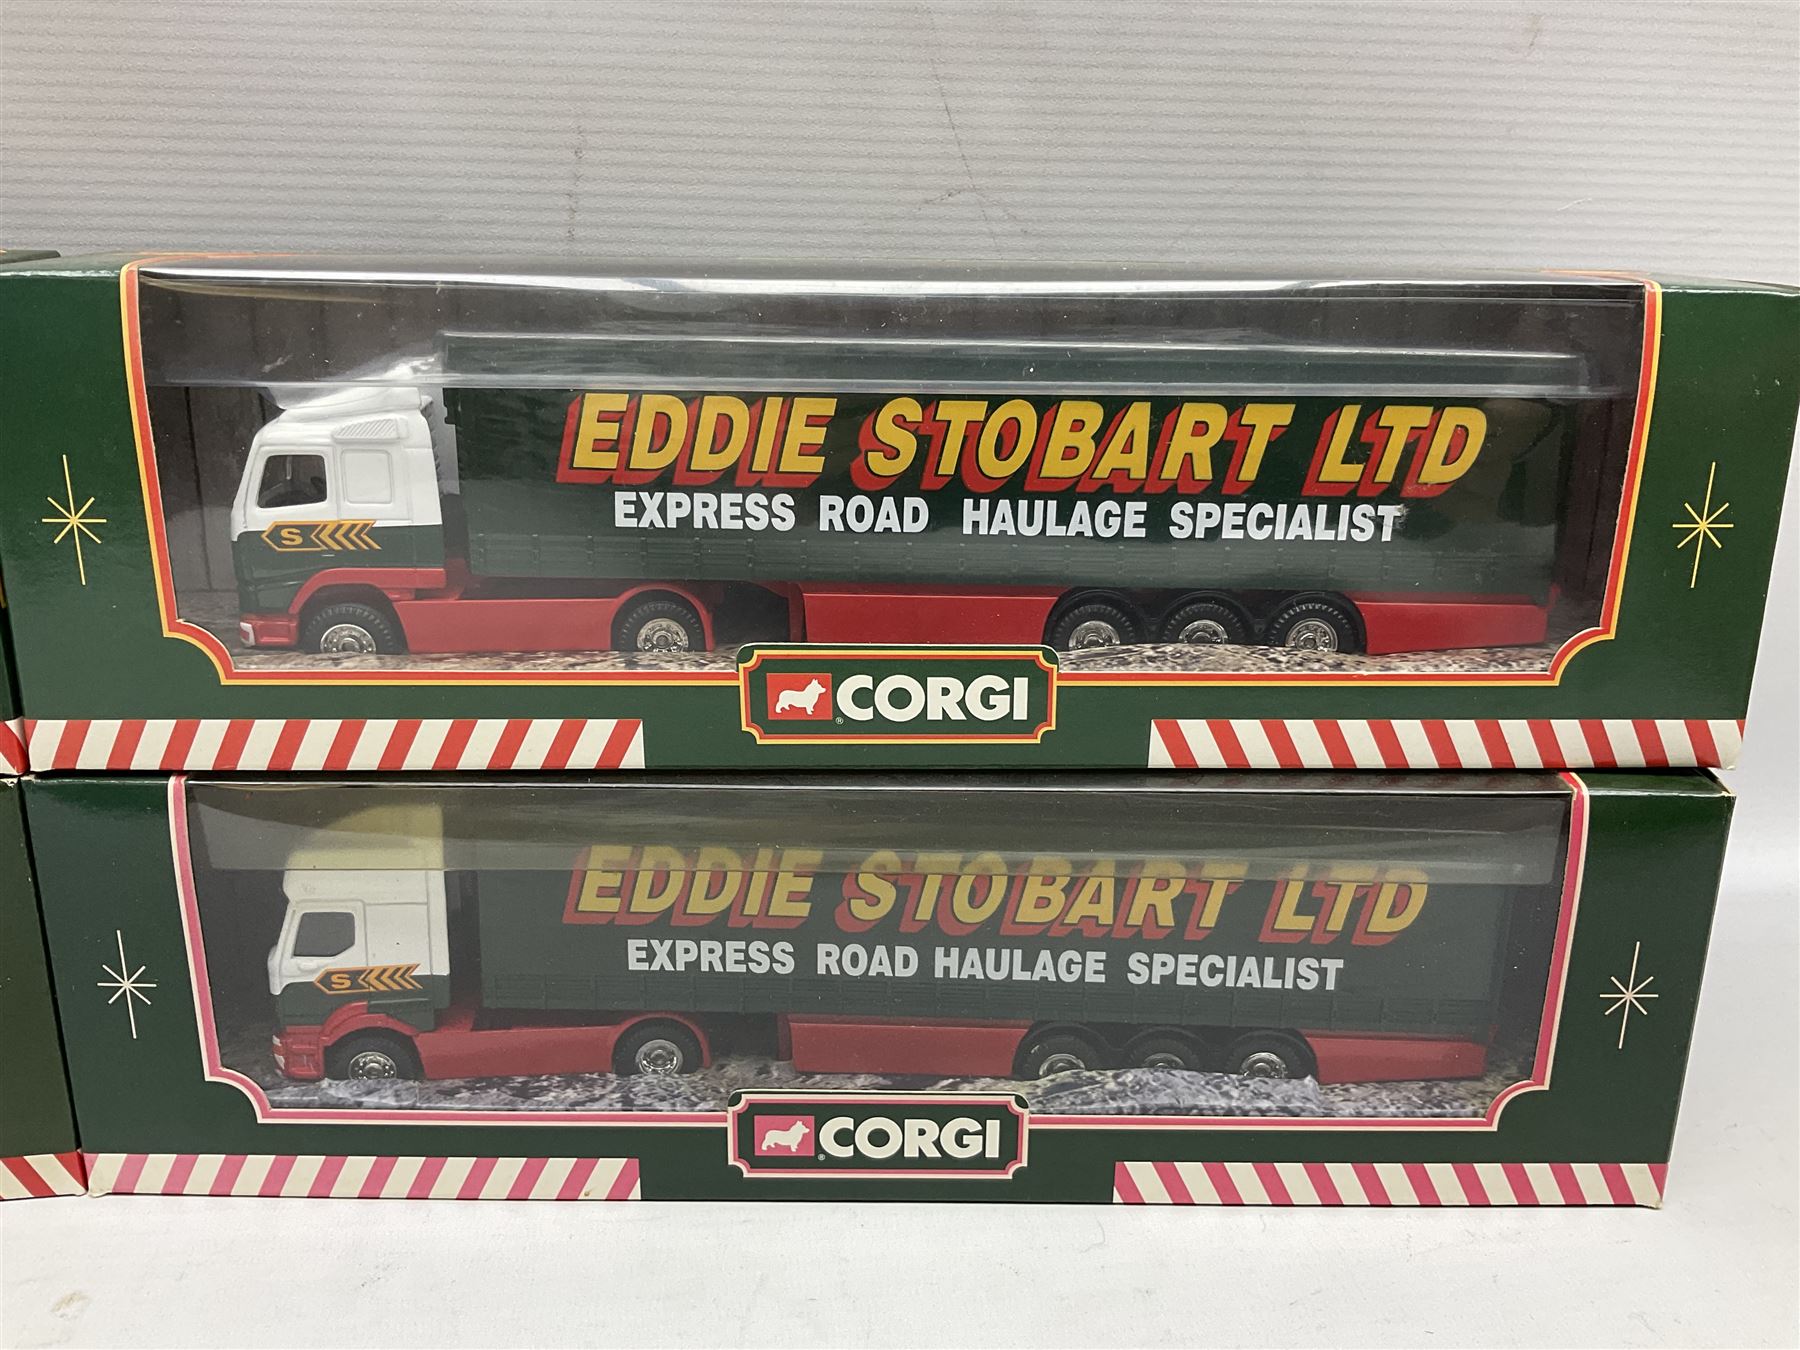 EDDIE STOBART LTD
EXPRESS ROAD HAULAGE SPECIALIST
S
CORGI
EDDIE STOBART LTD
EXPRESS ROAD HAULAGE SPECIALIST
S
CORGI